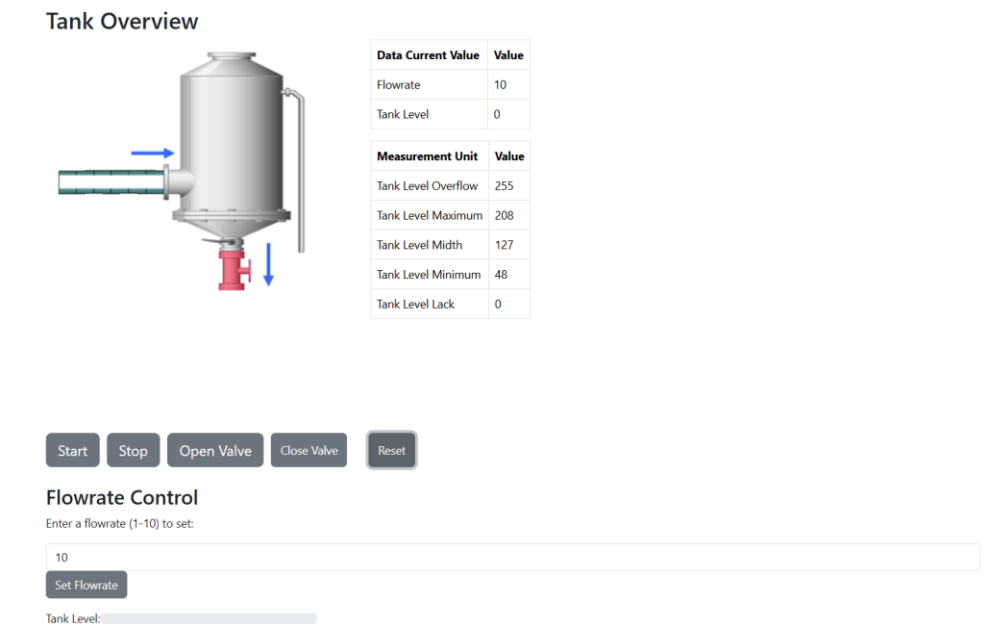 Tank Overview
Data Current Value Value
Flowrate 10
Tank Level 0
Measurement Unit Value
Tank Level Overflow 255
Tank Level Maximum 208
Tank Level Midth 127
Tank Level Minimum 48
Tank Level Lack 0
Start Stop Open Valve Close Valve Reset
Flowrate Control
Enter a flowrate (1-10) to set:
10
Set Flowrate
Tank Level: